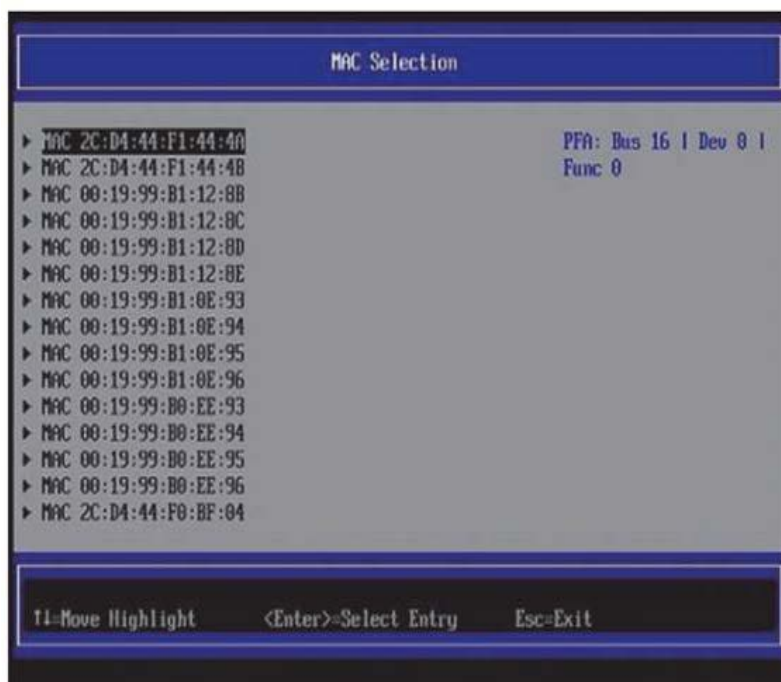 MAC Selection
MAC 2C:D4:44:F1:44:4A
PFA: Bus 16 | Dev 0 |
MAC 2C:D4:44:F1:44:4B
Func 0
MAC 00:19:99:B1:12:8B
MAC 00:19:99:B1:12:8C
MAC 00:19:99:B1:12:8D
MAC 00:19:99:B1:12:8E
MAC 00:19:99:B1:0E:93
MAC 00:19:99:B1:0E:94
MAC 00:19:99:B1:0E:95
MAC 00:19:99:B1:0E:96
MAC 00:19:99:B0:EE:93
MAC 00:19:99:B0:EE:94
MAC 00:19:99:B0:EE:95
MAC 00:19:99:B0:EE:96
MAC 2C:D4:44:F0:BF:04
↑↓=Move Highlight <Enter>=Select Entry Esc=Exit